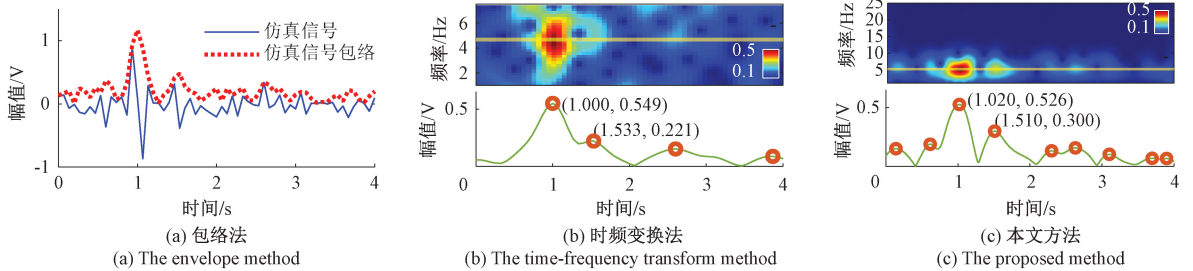 1
0
-1
幅值/V
仿真信号
仿真信号包络
0 1 2 3 4
时间/s
(a) 包络法
(a) The envelope method
6
4
2
频率/Hz
0.5
0.1
0.5
幅值/V
(1.000, 0.549)
(1.533, 0.221)
0 1 2 3 4
时间/s
(b) 时频变换法
(b) The time-frequency transform method
25
20
15
10
5
频率/Hz
0.5
0.1
0.5
幅值/V
(1.020, 0.526)
(1.510, 0.300)
0 1 2 3 4
时间/s
(c) 本文方法
(c) The proposed method